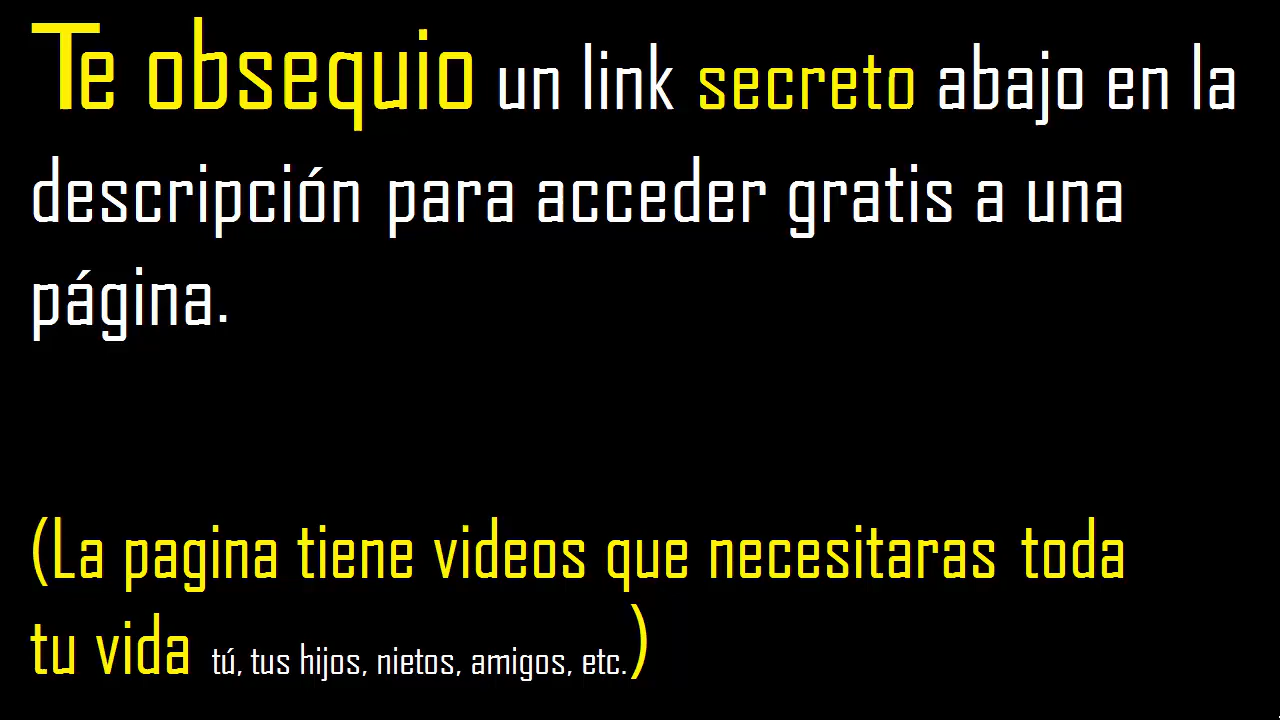 Te obsequio un link secreto abajo en la
descripción para acceder gratis a una
página.
(La pagina tiene videos que necesitaras toda
tu vida tú, tus hijos, nietos, amigos, etc.)